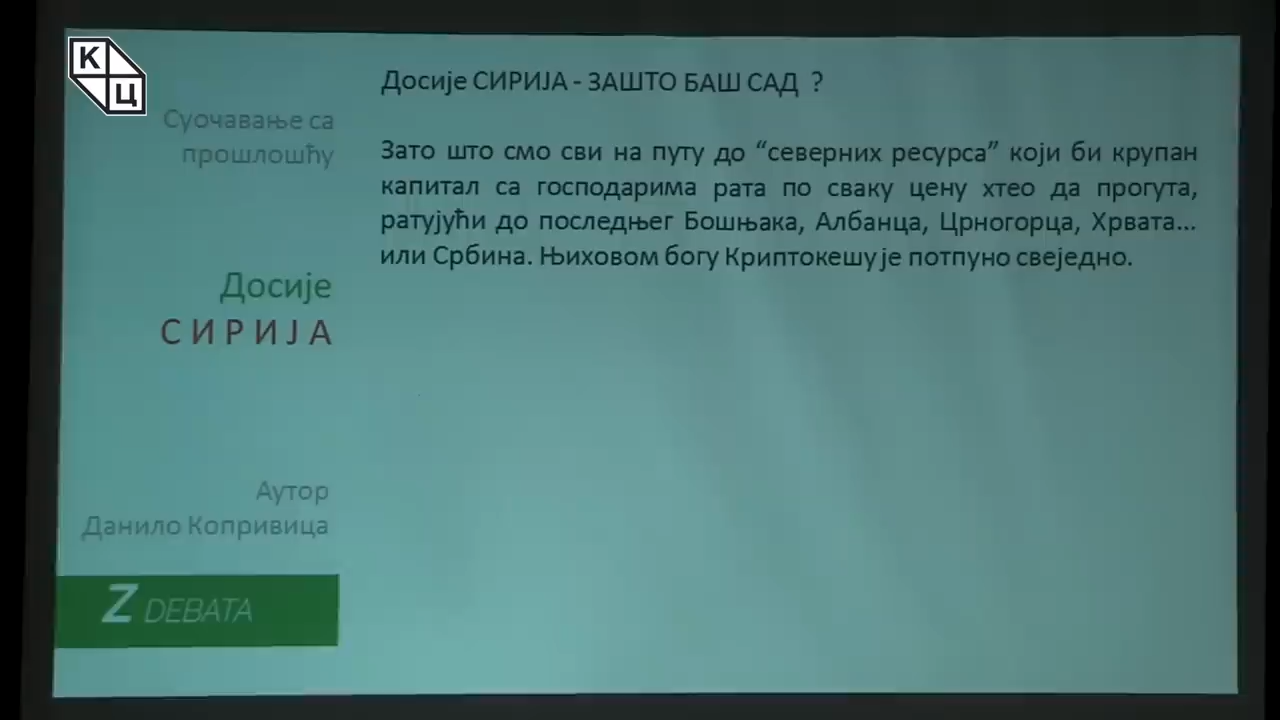 К
Ц
Суочавање са
прошлошћу
Досије
СИРИЈА
Аутор
Данило Копривица
Z DEBATA
Досије СИРИЈА - ЗАШТО БАШ САД ?
Зато што смо сви на путу до “северних ресурса” који би крупан
капитал са господарима рата по сваку цену хтео да прогута,
ратујући до последњег Бошњака, Албанца, Црногорца, Хрвата...
или Србина. Њиховом богу Криптокешу је потпуно свеједно.